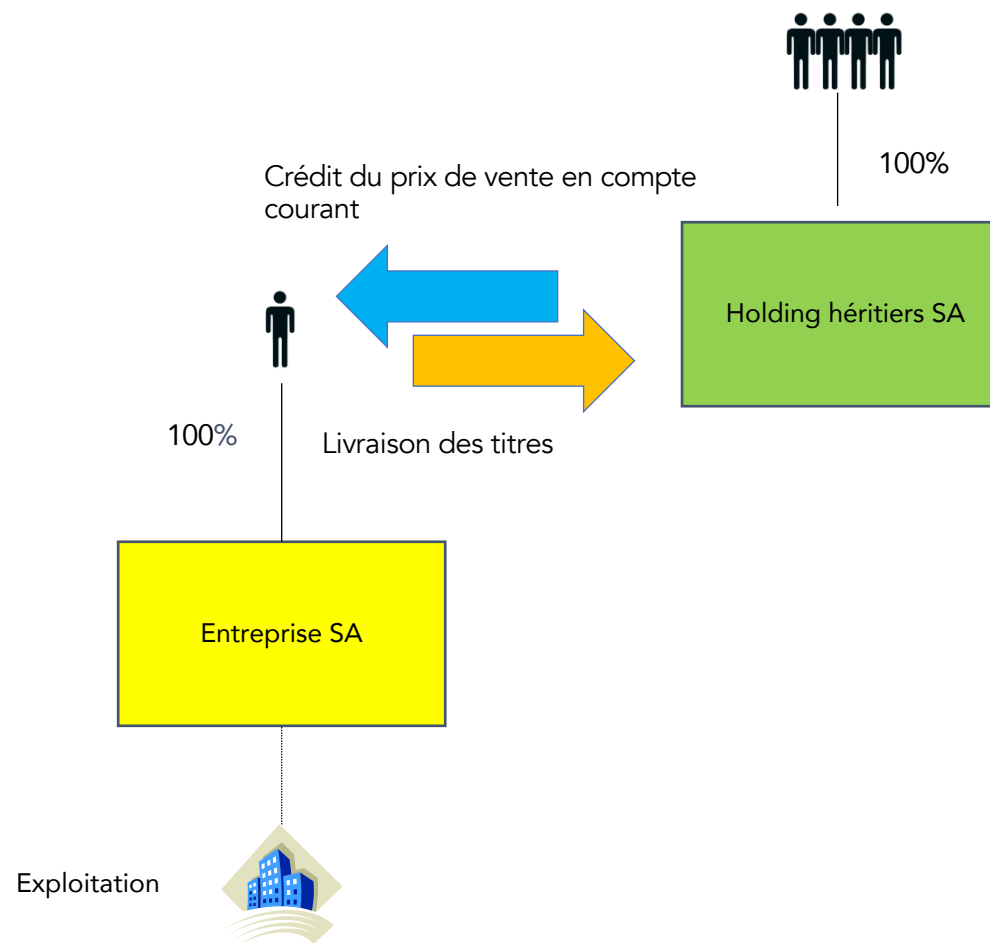 100%
Crédit du prix de vente en compte
courant
Holding héritiers SA
100%
Livraison des titres
Entreprise SA
Exploitation